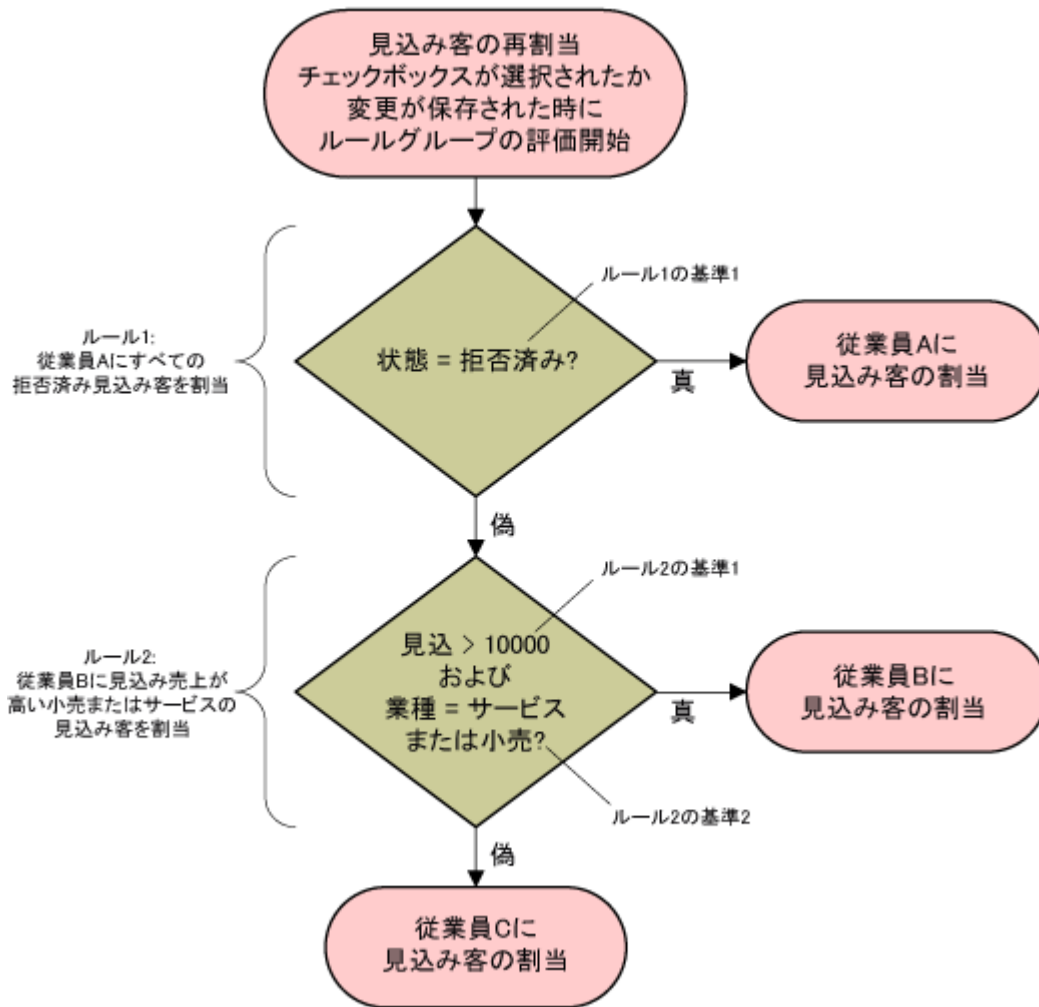 見込み客の再割当
チェックボックスが選択されたか
変更が保存された時に
ルールグループの評価開始
ルール1の基準1
ルール1:
従業員Aにすべての
拒否済み見込み客を割当
状態 = 拒否済み?
真
従業員Aに
見込み客の割当
偽
ルール2の基準1
ルール2:
従業員Bに見込み売上が
高い小売またはサービスの
見込み客を割当
見込 > 10000
および
業種 = サービス
または小売?
真
従業員Bに
見込み客の割当
ルール2の基準2
偽
従業員Cに
見込み客の割当